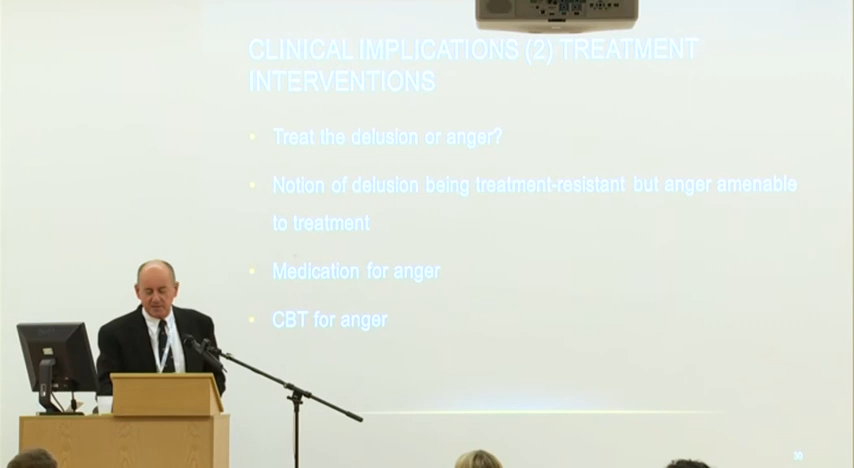 CLINICAL IMPLICATIONS (2) TREATMENT
INTERVENTIONS
• Treat the delusion or anger?
• Notion of delusion being treatment-resistant but anger amenable
to treatment
• Medication for anger
• CBT for anger
30